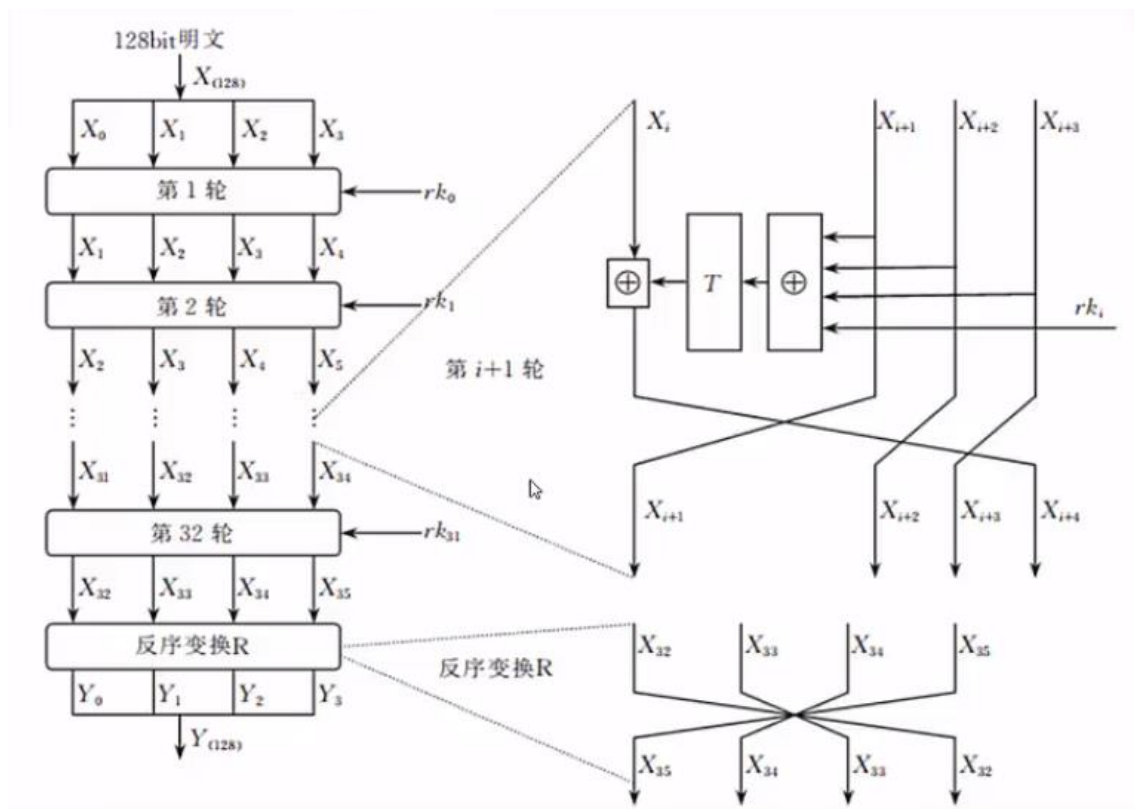 128bit明文
X(128)
X0 X1 X2 X3
第 1 轮
rk0
X1 X2 X3 X4
第 2 轮
rk1
X2 X3 X4 X5
⋮ ⋮ ⋮ ⋮
X31 X32 X33 X34
第 32 轮
rk31
X32 X33 X34 X35
反序变换R
Y0 Y1 Y2 Y3
Y(128)
Xi Xi+1 Xi+2 Xi+3
⊕ T ⊕
rki
第 i+1 轮
Xi+1 Xi+2 Xi+3 Xi+4
反序变换R
X32 X33 X34 X35
X35 X34 X33 X32